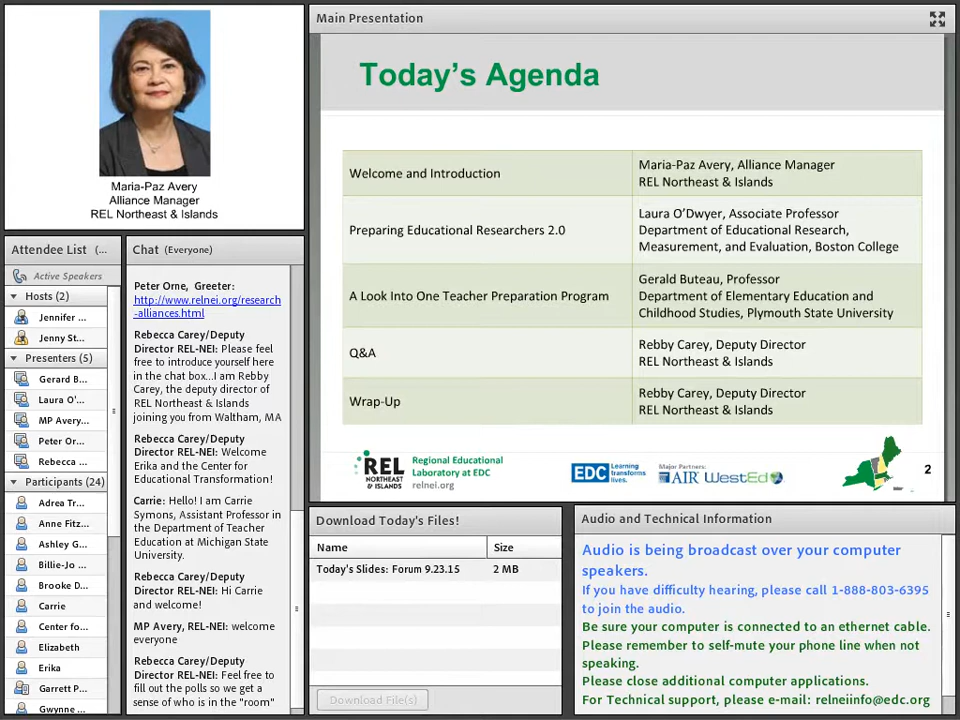 Maria-Paz Avery
Alliance Manager
REL Northeast & Islands
Attendee List (...
Active Speakers
Hosts (2)
Jennifer ...
Jenny St...
Presenters (5)
Gerard B...
Laura O'...
MP Avery...
Peter Or...
Rebecca ...
Participants (24)
Adrea Tr...
Anne Fitz...
Ashley G...
Billie-Jo ...
Brooke D...
Carrie
Center fo...
Elizabeth
Erika
Garrett P...
Gwynne ...
Chat (Everyone)
Peter Orne, Greeter:
http://www.relnei.org/research
-alliances.html
Rebecca Carey/Deputy
Director REL-NEI: Please feel
free to introduce yourself here
in the chat box...I am Rebby
Carey, the deputy director of
REL Northeast & Islands
joining you from Waltham, MA
Rebecca Carey/Deputy
Director REL-NEI: Welcome
Erika and the Center for
Educational Transformation!
Carrie: Hello! I am Carrie
Symons, Assistant Professor in
the Department of Teacher
Education at Michigan State
University.
Rebecca Carey/Deputy
Director REL-NEI: Hi Carrie
and welcome!
MP Avery, REL-NEI: welcome
everyone
Rebecca Carey/Deputy
Director REL-NEI: Feel free to
fill out the polls so we get a
sense of who is in the "room"
Main Presentation
Today's Agenda
Welcome and Introduction
Maria-Paz Avery, Alliance Manager
REL Northeast & Islands
Preparing Educational Researchers 2.0
Laura O'Dwyer, Associate Professor
Department of Educational Research,
Measurement, and Evaluation, Boston College
A Look Into One Teacher Preparation Program
Gerald Buteau, Professor
Department of Elementary Education and
Childhood Studies, Plymouth State University
Q&A
Rebby Carey, Deputy Director
REL Northeast & Islands
Wrap-Up
Rebby Carey, Deputy Director
REL Northeast & Islands
REL
NORTHEAST
& ISLANDS
Regional Educational
Laboratory at EDC
relnei.org
EDC Learning
transforms
lives.
Major Partners:
AIR WestEd
2
Download Today's Files!
Name Size
Today's Slides: Forum 9.23.15 2 MB
Download File(s)
Audio and Technical Information
Audio is being broadcast over your computer
speakers.
If you have difficulty hearing, please call 1-888-803-6395
to join the audio.
Be sure your computer is connected to an ethernet cable.
Please remember to self-mute your phone line when not
speaking.
Please close additional computer applications.
For Technical support, please e-mail: relneiinfo@edc.org